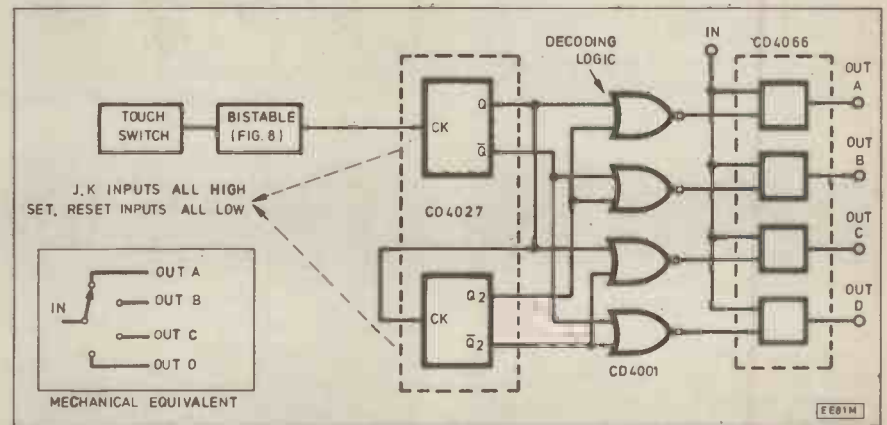 IN
CD4066
DECODING
LOGIC
OUT
A
TOUCH
SWITCH
BISTABLE
(FIG. 8)
CK
Q
Q̅
OUT
B
J.K INPUTS ALL HIGH
SET, RESET INPUTS ALL LOW
CD4027
OUT
C
OUT A
OUT B
IN
OUT C
OUT D
CK
Q2
Q̅2
OUT
D
CD4001
MECHANICAL EQUIVALENT
EE81M